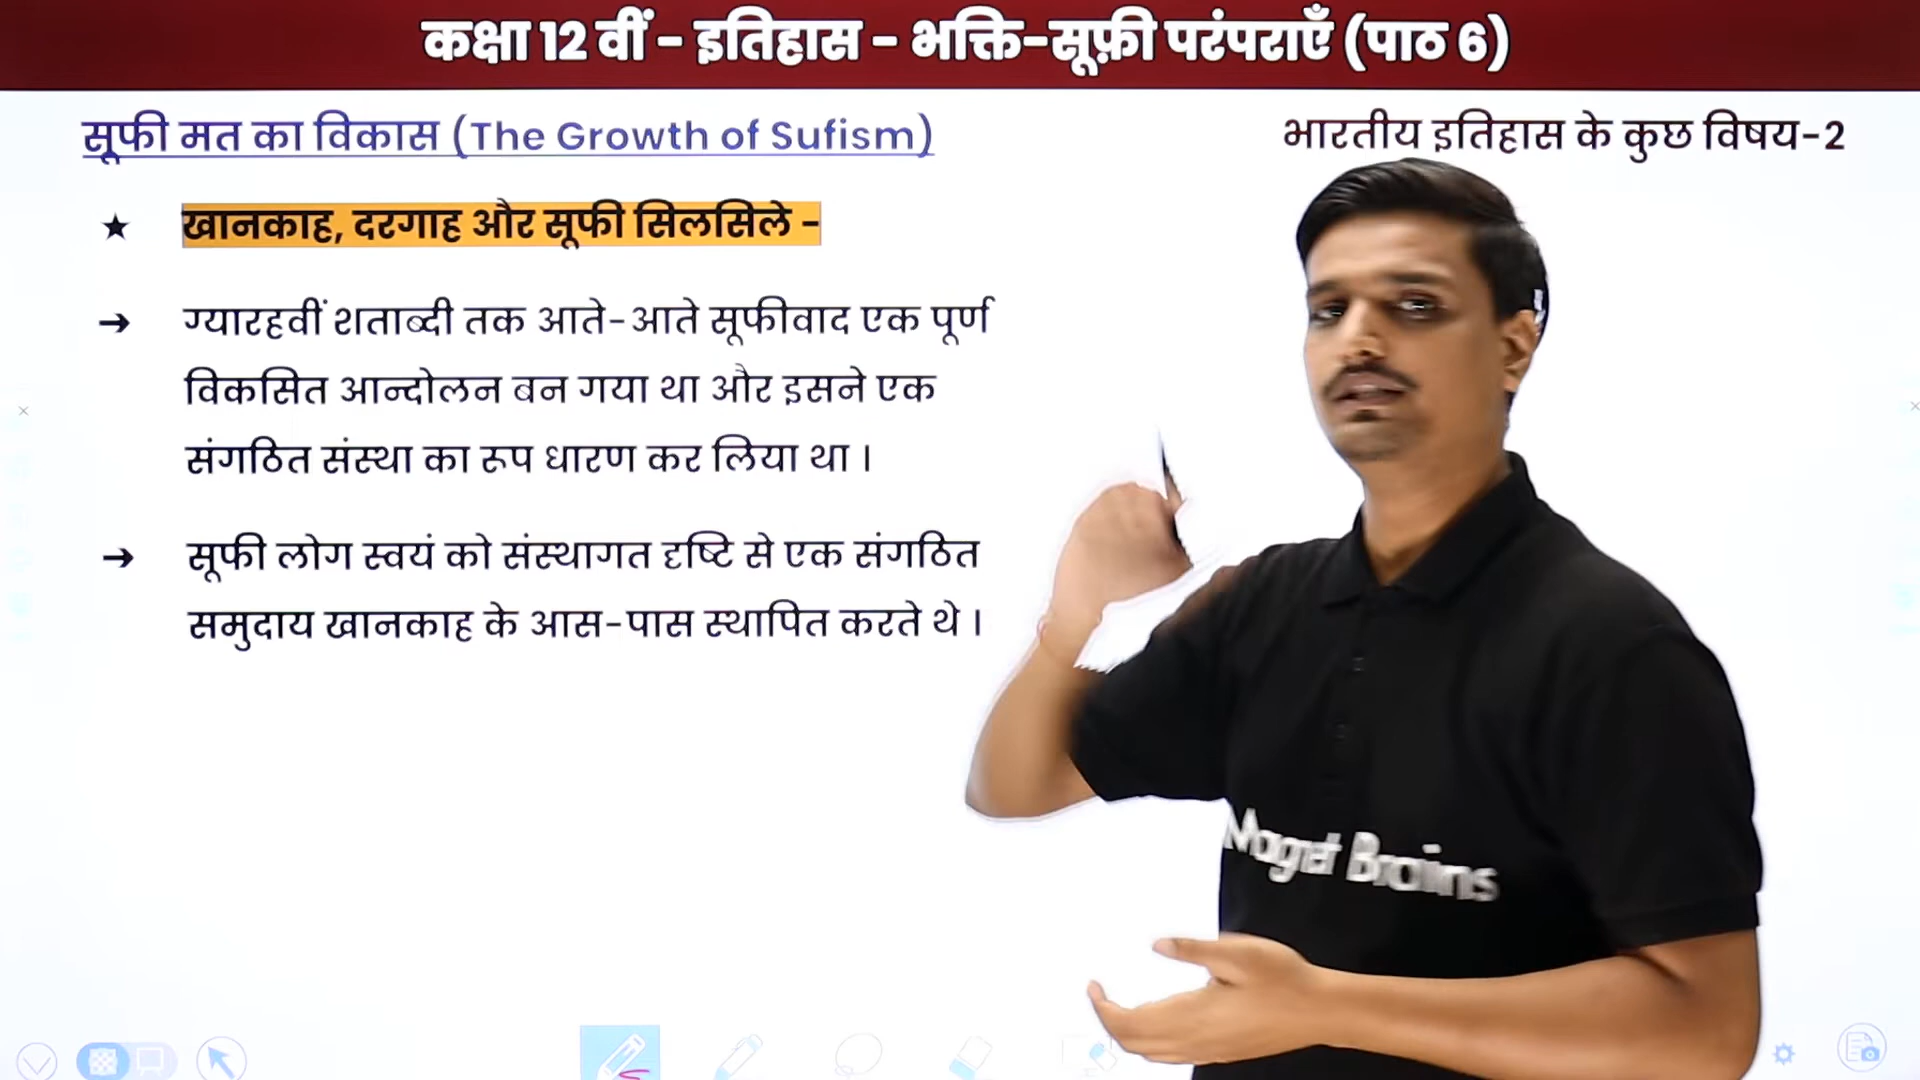 कक्षा 12 वीं - इतिहास - भक्ति-सूफ़ी परंपराएँ (पाठ 6)
सूफी मत का विकास (The Growth of Sufism)
भारतीय इतिहास के कुछ विषय-2
★ खानकाह, दरगाह और सूफी सिलसिले -
➔ ग्यारहवीं शताब्दी तक आते-आते सूफीवाद एक पूर्ण
विकसित आन्दोलन बन गया था और इसने एक
संगठित संस्था का रूप धारण कर लिया था ।
➔ सूफी लोग स्वयं को संस्थागत दृष्टि से एक संगठित
समुदाय खानकाह के आस-पास स्थापित करते थे ।
Magnet Brains